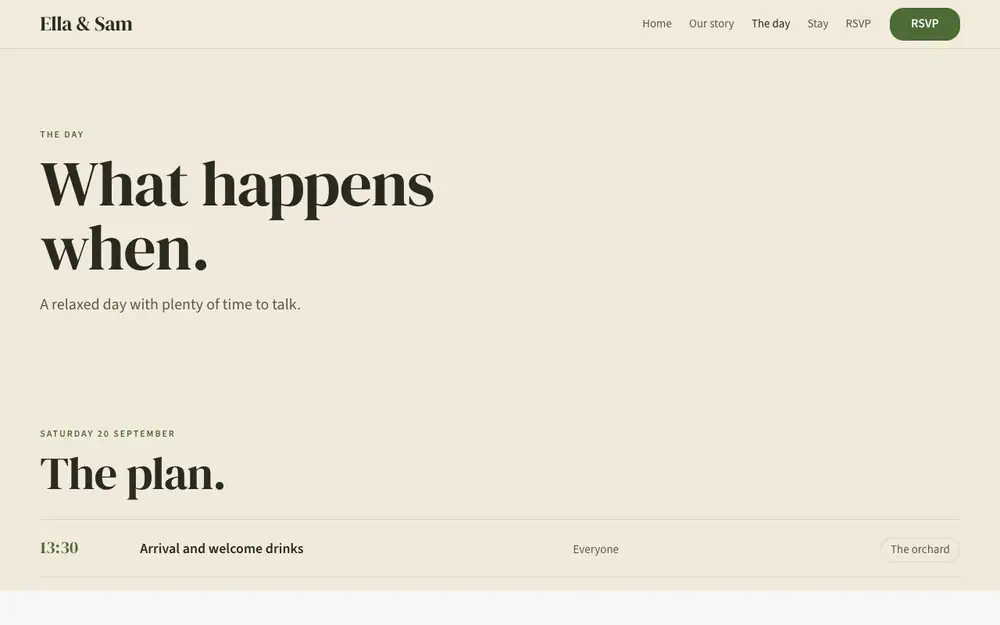 Ella & Sam
Home Our story The day Stay RSVP RSVP
THE DAY
What happens
when.
A relaxed day with plenty of time to talk.
SATURDAY 20 SEPTEMBER
The plan.
13:30 Arrival and welcome drinks Everyone The orchard